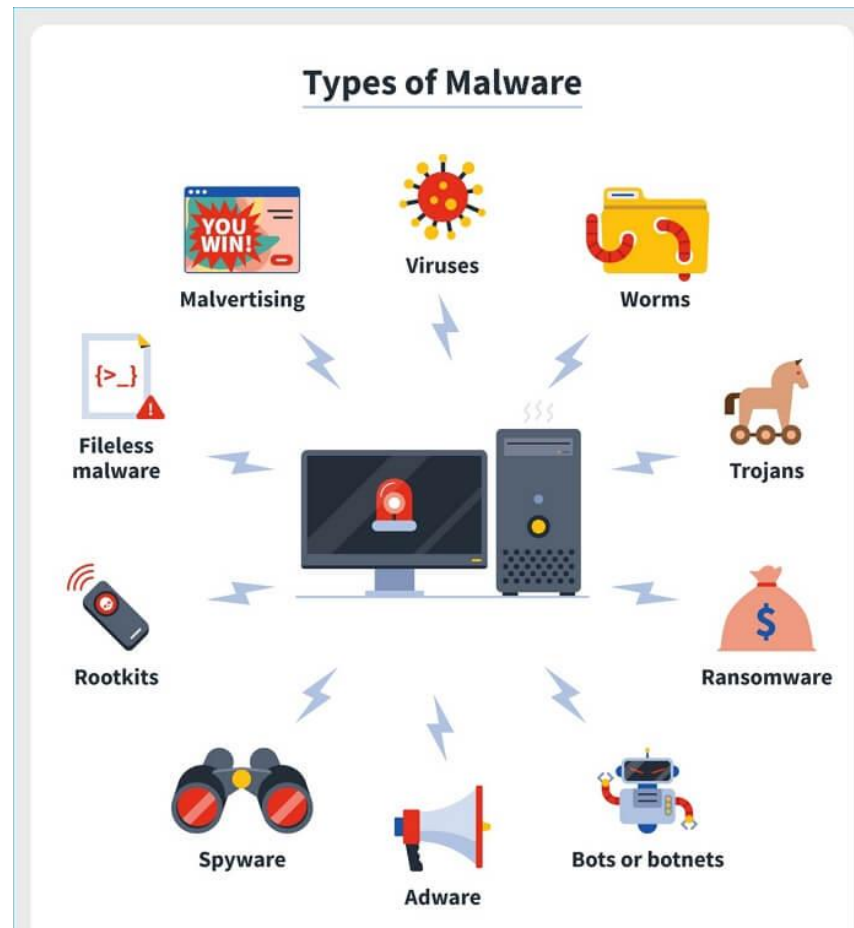 Types of Malware
YOU
WIN!
Malvertising
Viruses
Worms
{>_}
!
Fileless
malware
Trojans
Rootkits
$
Ransomware
Spyware
Adware
Bots or botnets